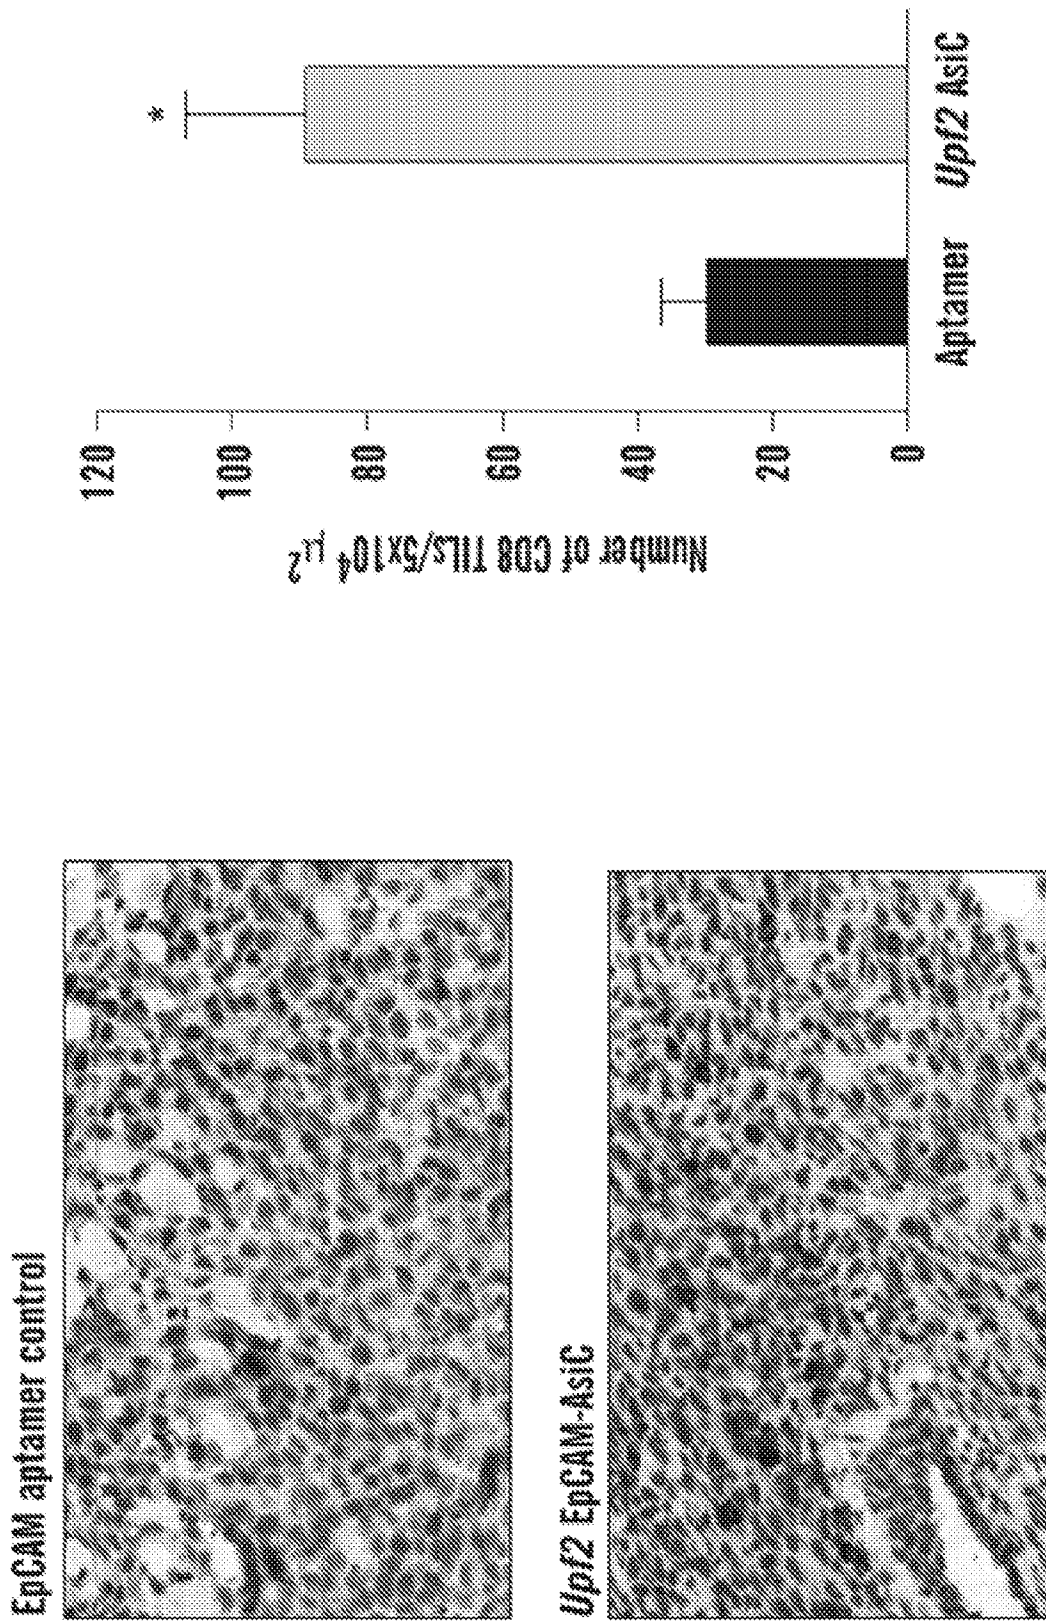 EpCAM aptamer control
Upf2 EpCAM-AsiC
Number of CD8 TILs/5x10⁴ μ²
120
100
80
60
40
20
0
*
Aptamer
Upf2 AsiC